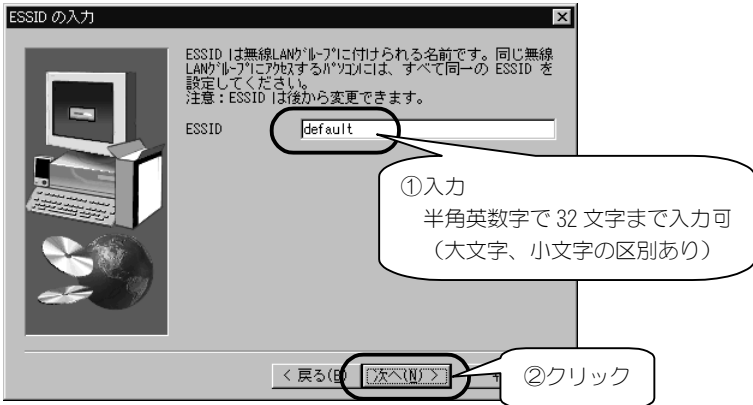 ESSID の入力
ESSID は無線LANｸﾞﾙｰﾌﾟに付けられる名前です。同じ無線
LANｸﾞﾙｰﾌﾟにｱｸｾｽするﾊﾟｿｺﾝには、すべて同一の ESSID を
設定してください。
注意：ESSID は後から変更できます。
ESSID
default
①入力
半角英数字で 32 文字まで入力可
（大文字、小文字の区別あり）
< 戻る(B
次へ(N) >
②クリック